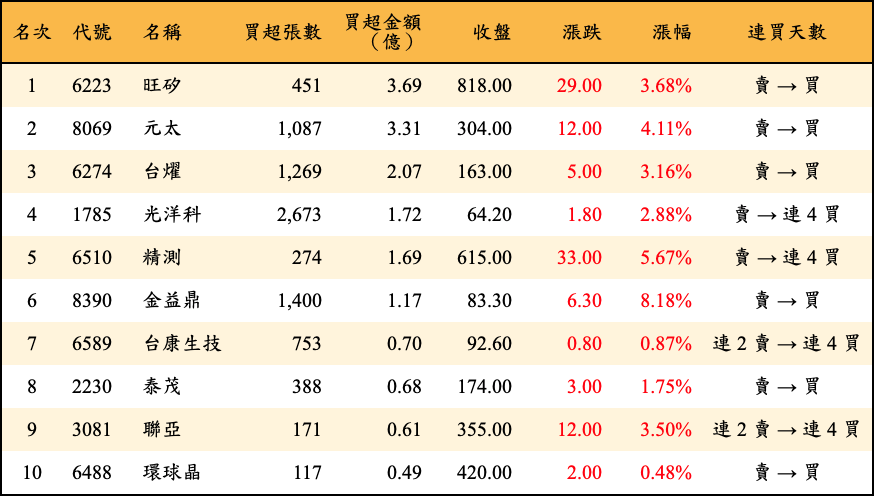 名次 代號 名稱 買超張數 買超金額（億） 收盤 漲跌 漲幅 連買天數
1 6223 旺矽 451 3.69 818.00 29.00 3.68% 賣 → 買
2 8069 元太 1,087 3.31 304.00 12.00 4.11% 賣 → 買
3 6274 台燿 1,269 2.07 163.00 5.00 3.16% 賣 → 買
4 1785 光洋科 2,673 1.72 64.20 1.80 2.88% 賣 → 連 4 買
5 6510 精測 274 1.69 615.00 33.00 5.67% 賣 → 連 4 買
6 8390 金益鼎 1,400 1.17 83.30 6.30 8.18% 賣 → 買
7 6589 台康生技 753 0.70 92.60 0.80 0.87% 連 2 賣 → 連 4 買
8 2230 泰茂 388 0.68 174.00 3.00 1.75% 賣 → 買
9 3081 聯亞 171 0.61 355.00 12.00 3.50% 連 2 賣 → 連 4 買
10 6488 環球晶 117 0.49 420.00 2.00 0.48% 賣 → 買